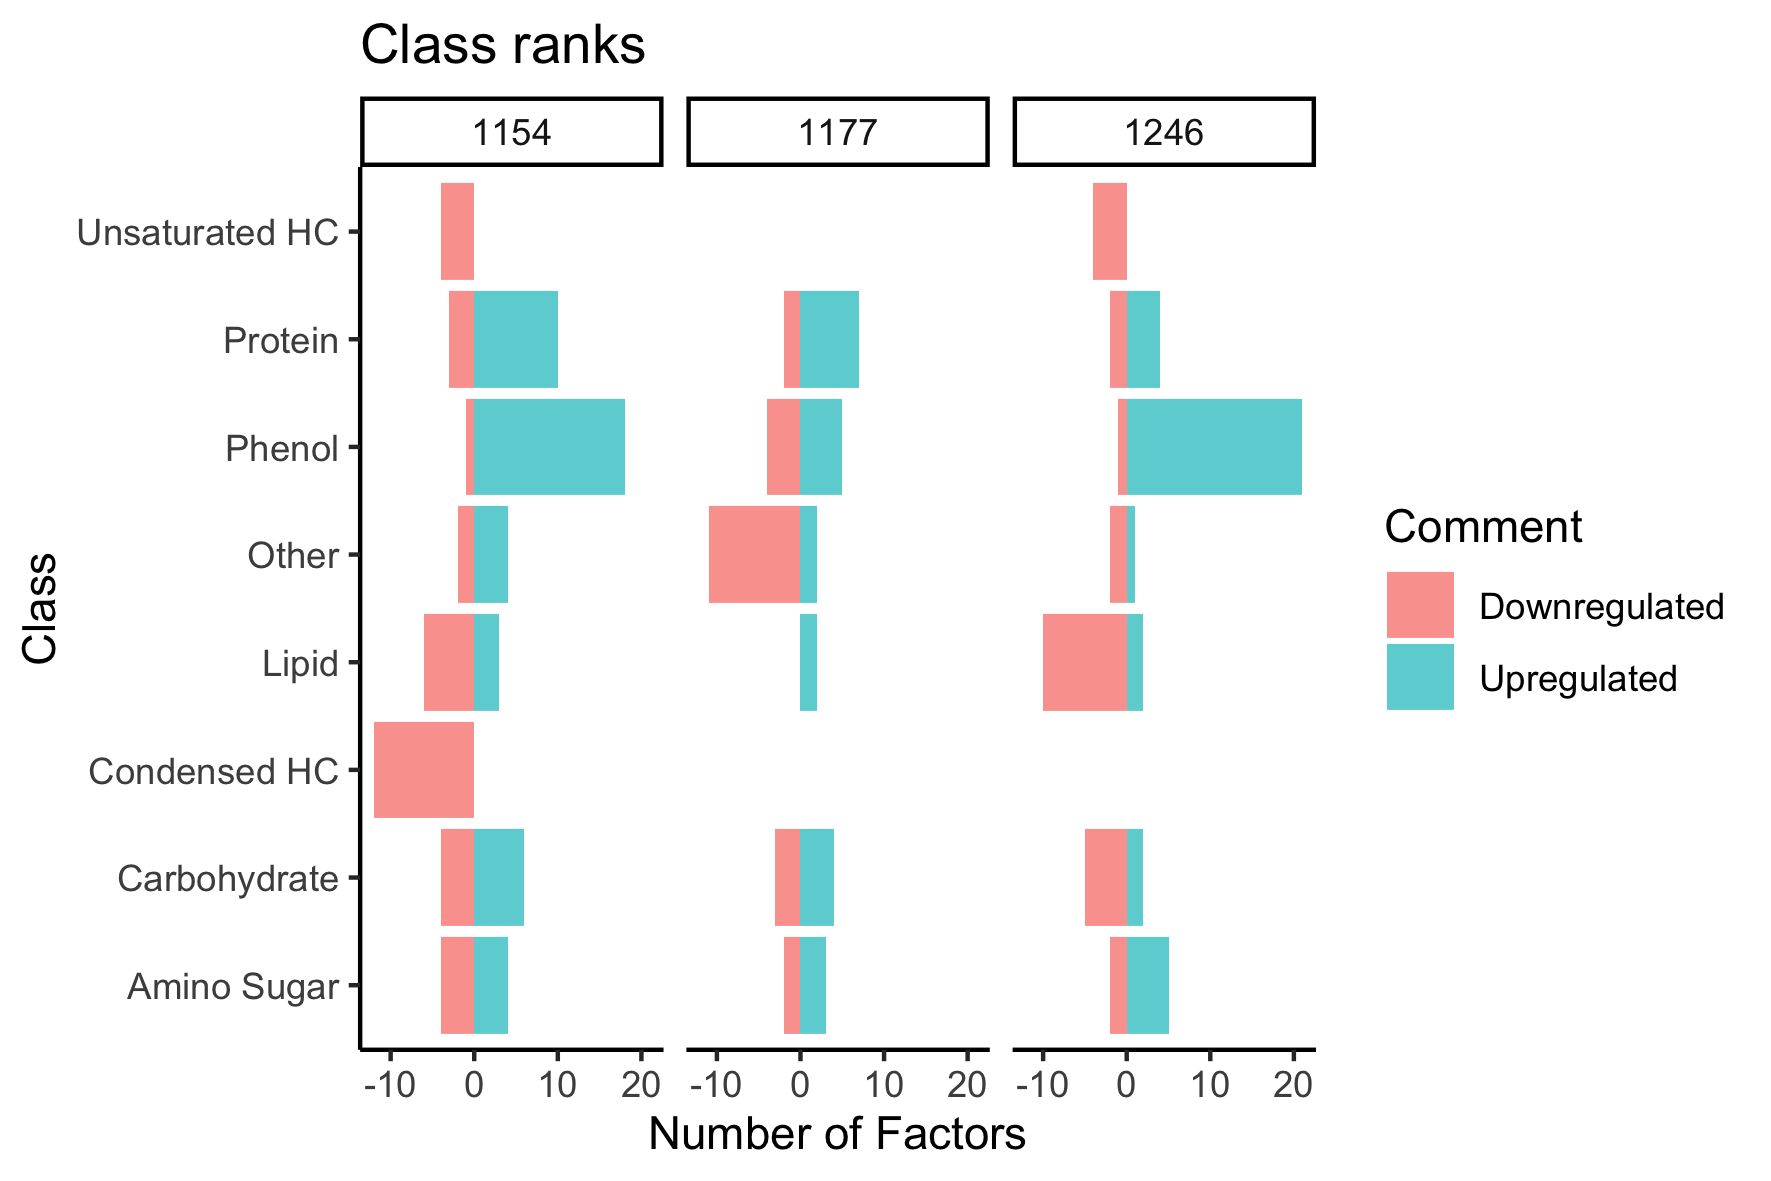 Class ranks
1154 1177 1246
Unsaturated HC
Protein
Phenol
Other
Lipid
Condensed HC
Carbohydrate
Amino Sugar
Class
-10 0 10 20 -10 0 10 20 -10 0 10 20
Number of Factors
Comment
Downregulated
Upregulated